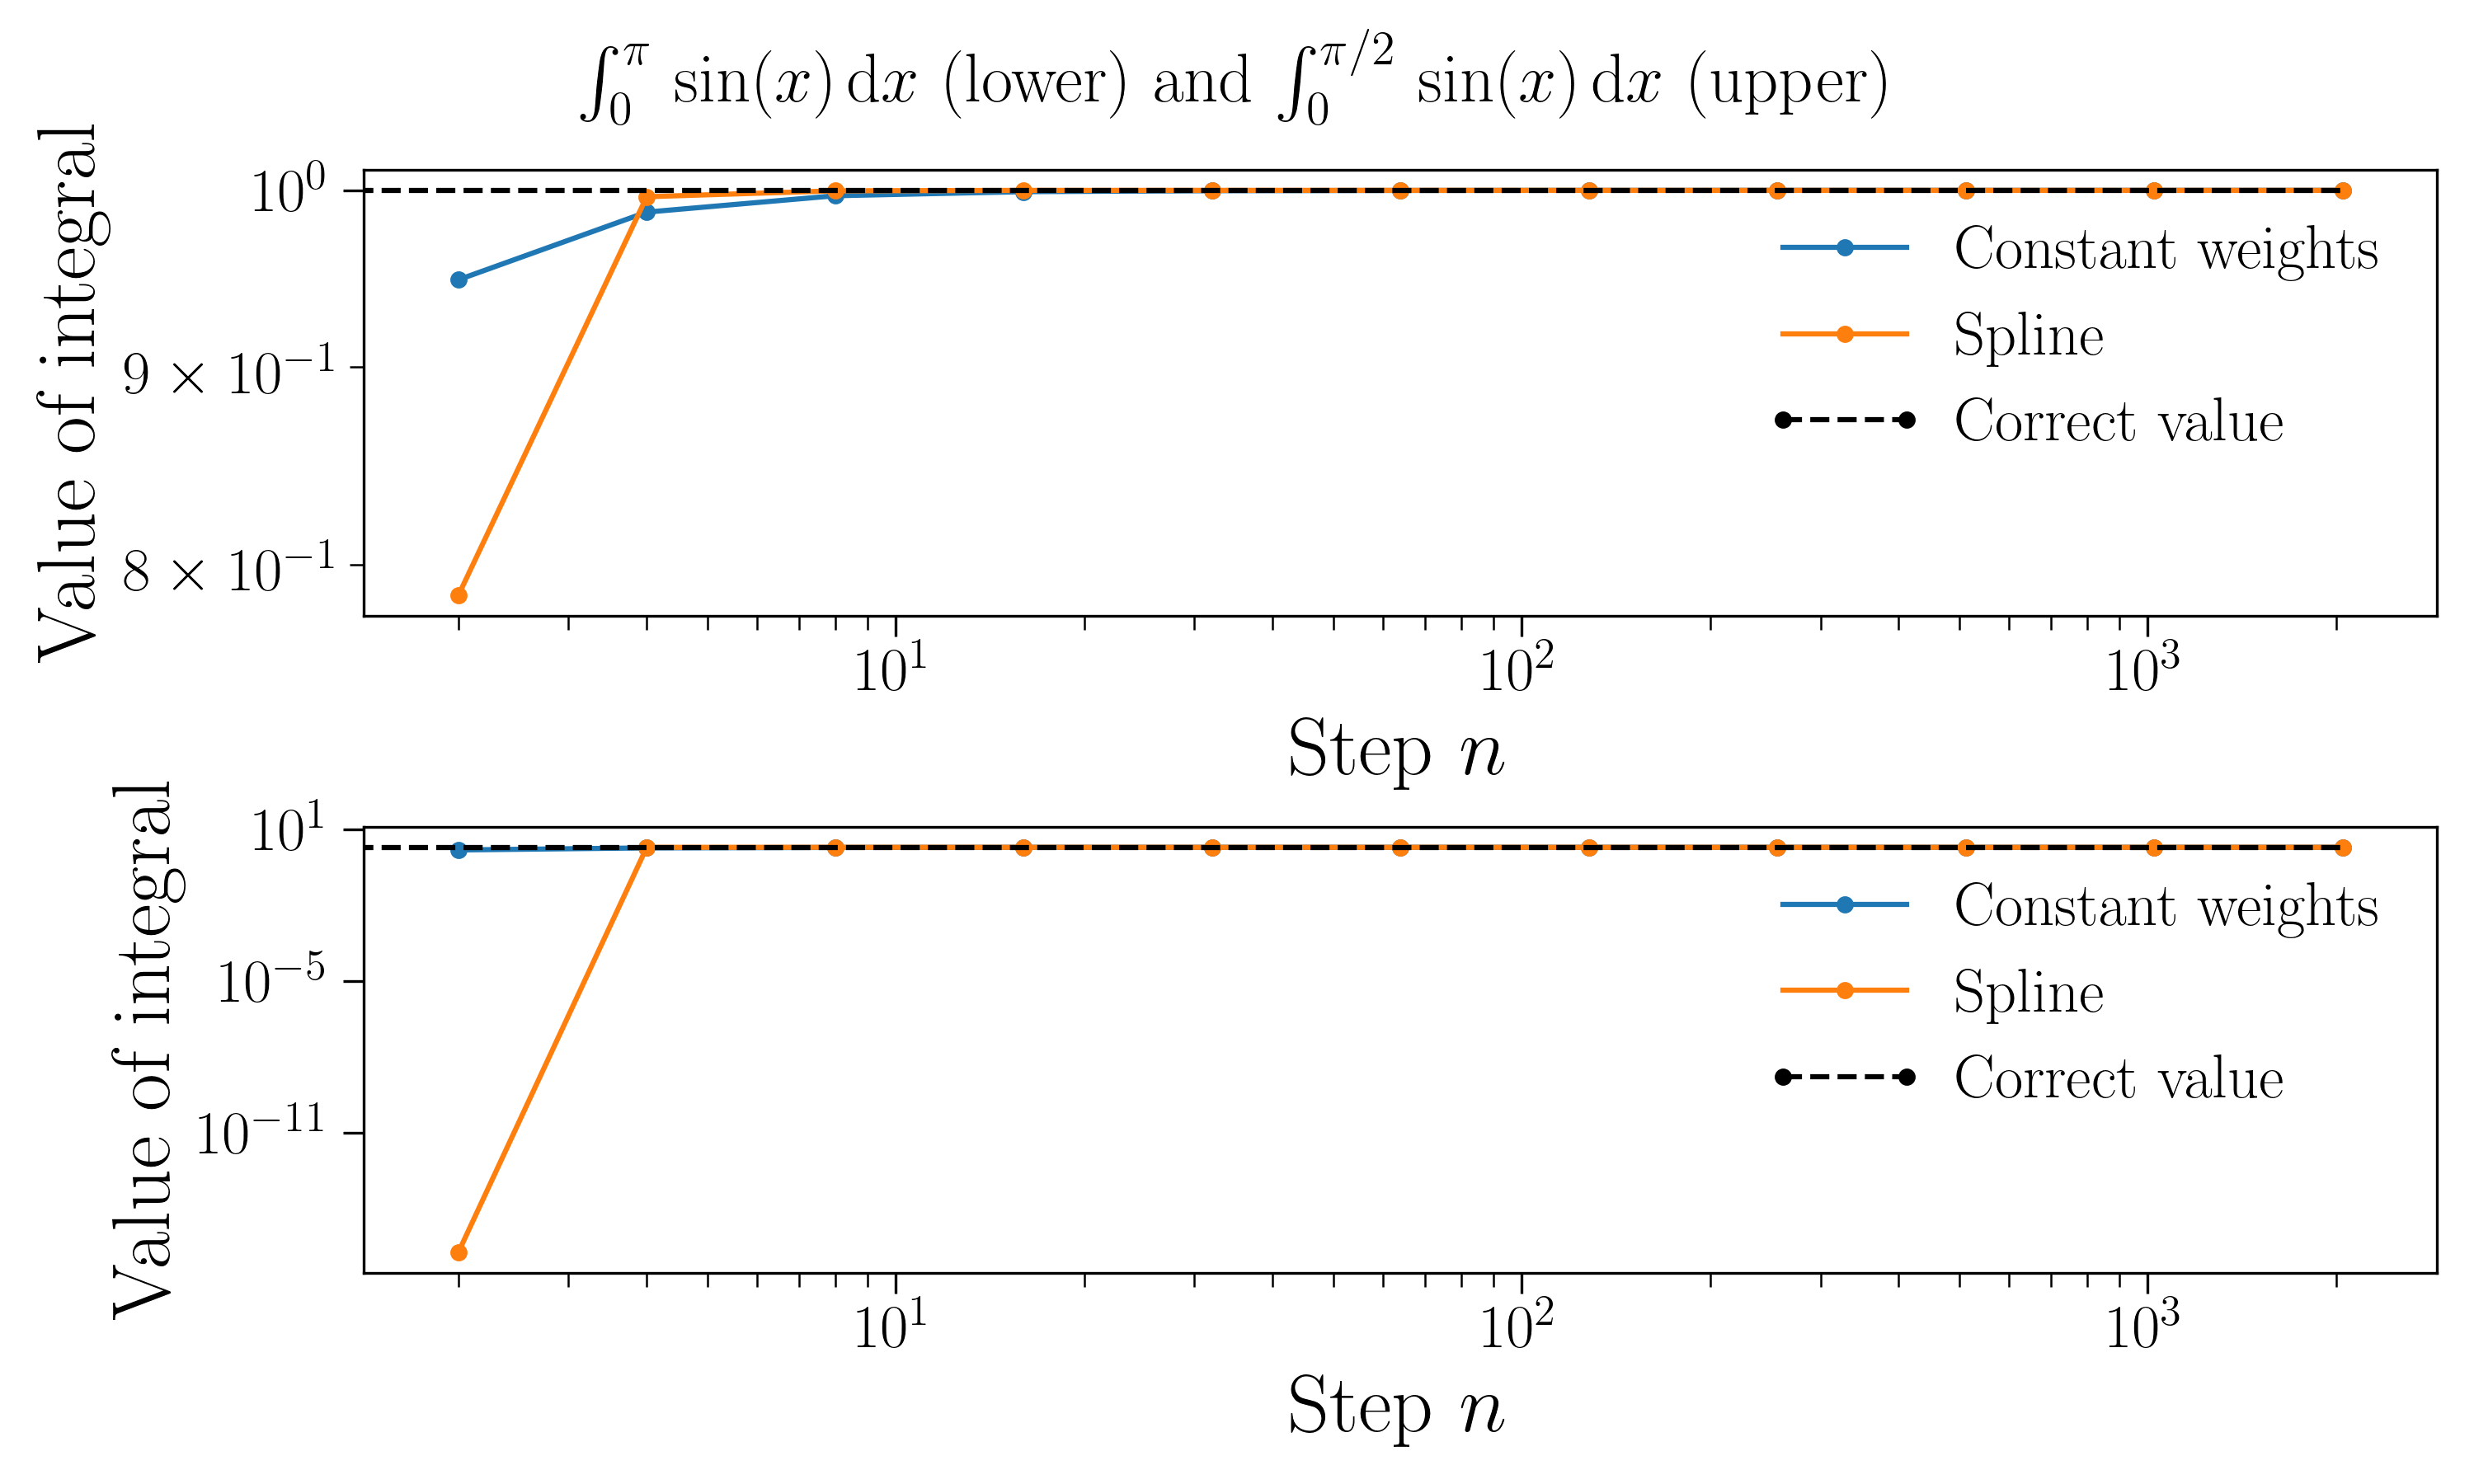 ∫₀^π sin(x) dx (lower) and ∫₀^{π/2} sin(x) dx (upper)
Value of integral
10⁰
9 × 10⁻¹
8 × 10⁻¹
Constant weights
Spline
Correct value
10¹ 10² 10³
Step n
Value of integral
10¹
10⁻⁵
10⁻¹¹
Constant weights
Spline
Correct value
10¹ 10² 10³
Step n